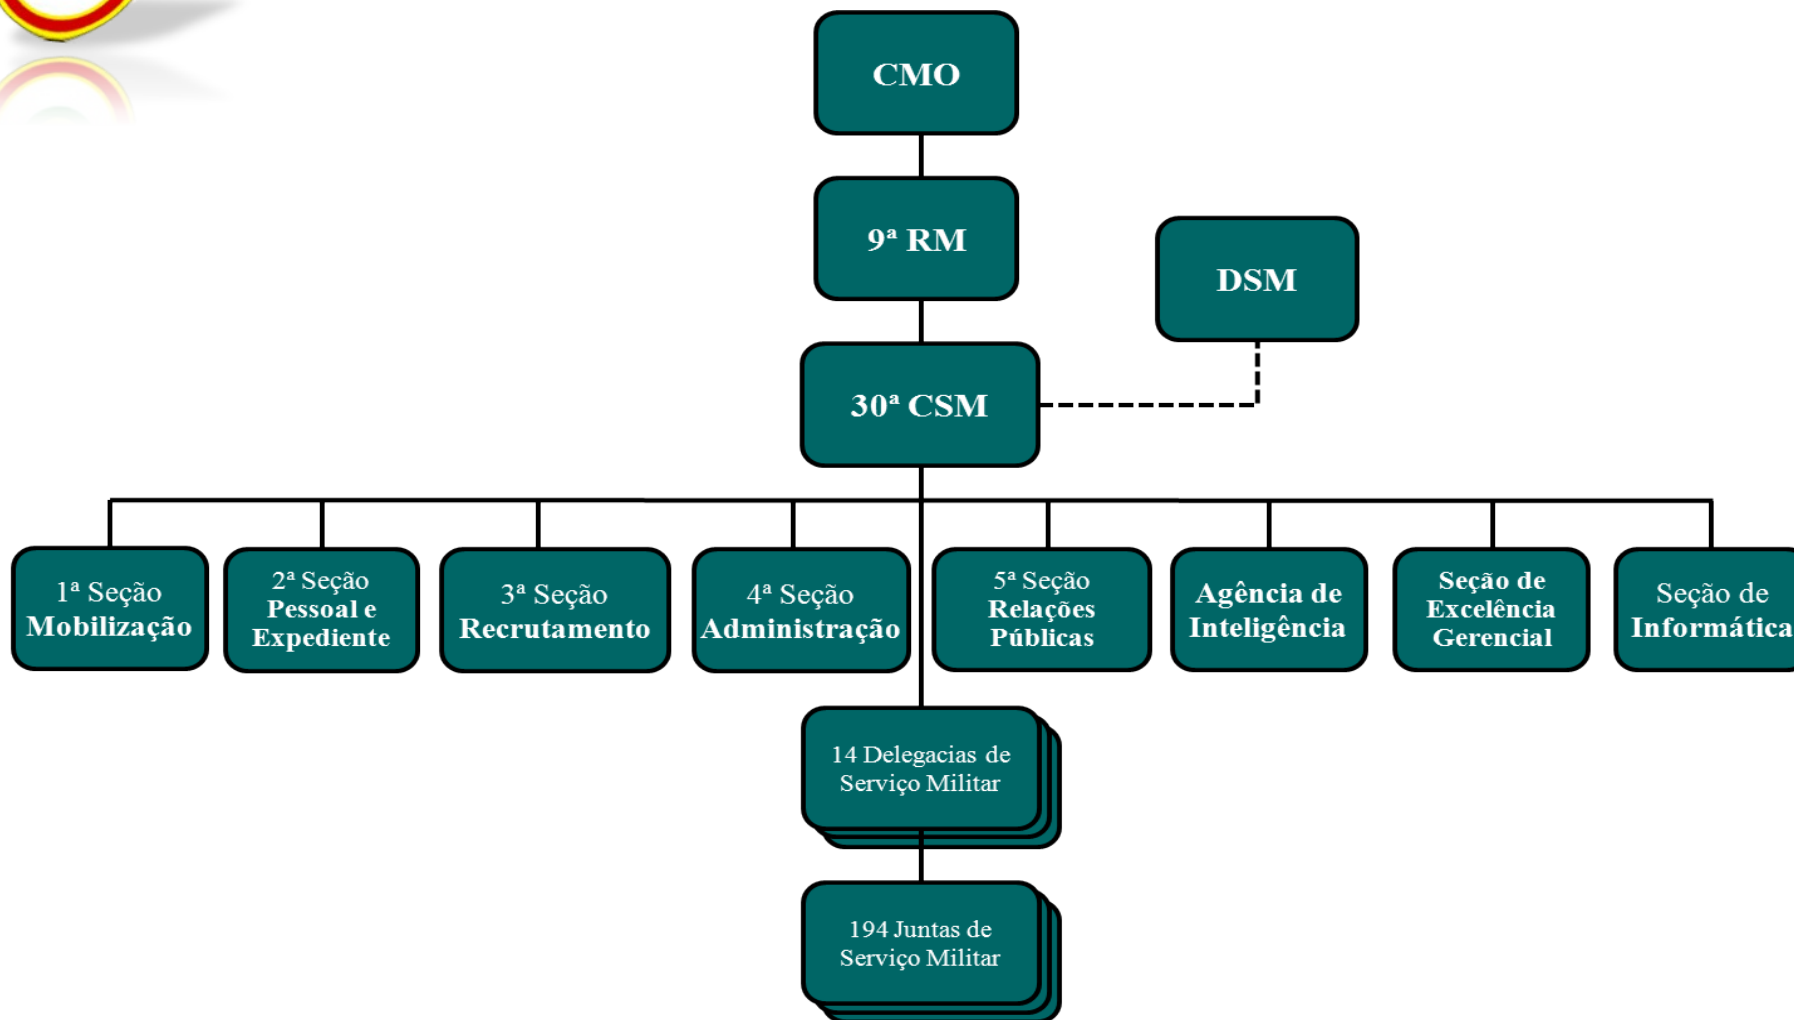 CMO
9ª RM
DSM
30ª CSM
1ª Seção
Mobilização
2ª Seção
Pessoal e
Expediente
3ª Seção
Recrutamento
4ª Seção
Administração
5ª Seção
Relações
Públicas
Agência de
Inteligência
Seção de
Excelência
Gerencial
Seção de
Informática
14 Delegacias de
Serviço Militar
194 Juntas de
Serviço Militar